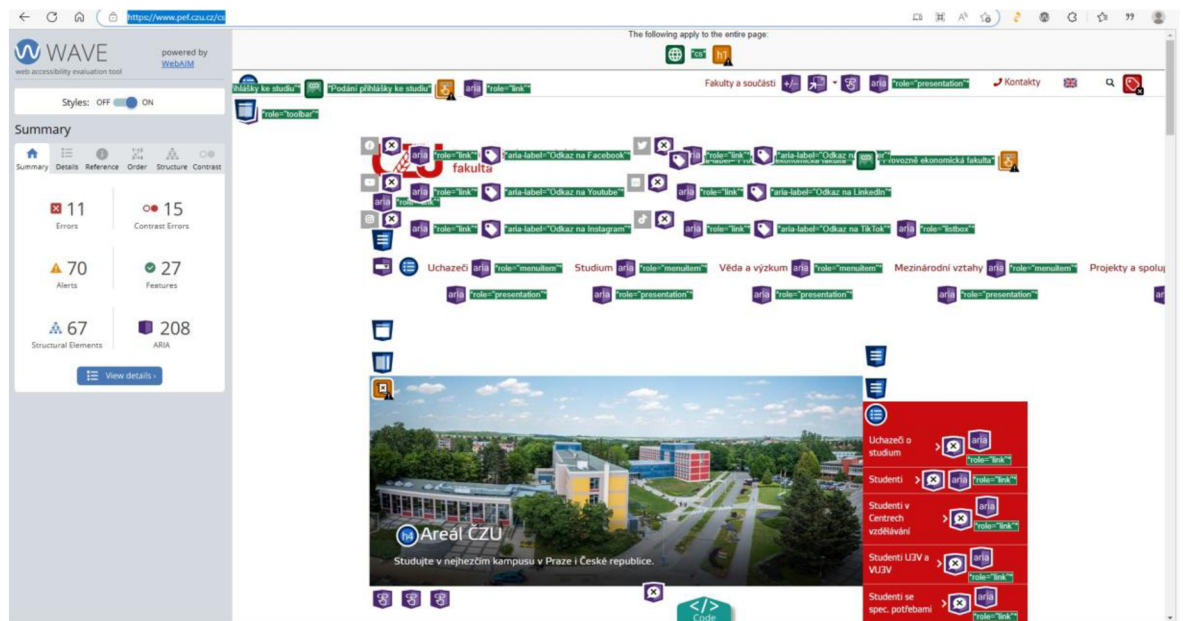 https://www.pef.czu.cz/cs
WAVE
web accessibility evaluation tool
powered by
WebAIM
Styles: OFF ON
Summary
Summary Details Reference Order Structure Contrast
11
Errors
15
Contrast Errors
70
Alerts
27
Features
67
Structural Elements
208
ARIA
View details ›
The following apply to the entire page:
*"cs"* h1
*"Podání přihlášky ke studiu"* aria *"role="link"*
Fakulty a součásti aria *"role="presentation"* Kontakty
*"role="toolbar"*
aria *"role="link"* *"aria-label="Odkaz na Facebook"*
fakulta
aria *"role="link"* *"aria-label="Odkaz na Youtube"* aria *"role="link"* *"aria-label="Odkaz na LinkedIn"*
aria
aria *"role="link"* *"aria-label="Odkaz na Instagram"* aria *"role="link"* *"aria-label="Odkaz na TikTok"* aria *"role="listbox"*
Uchazeči aria *"role="menuitem"* Studium aria *"role="menuitem"* Věda a výzkum aria *"role="menuitem"* Mezinárodní vztahy aria *"role="menuitem"* Projekty a
aria *"role="presentation"* aria *"role="presentation"* aria *"role="presentation"* aria *"role="presentation"*
h4 Areál ČZU
Studujte v nejhezčím kampusu v Praze i České republice.
Uchazeči o
studium
aria
*"role="link"*
Studenti aria *"role="link"*
Studenti v
Centrech
vzdělávání
aria
*"role="link"*
Studenti U3V a
VU3V
aria
*"role="link"*
Studenti se
spec. potřebami
aria
*"role="link"*
</>
Code